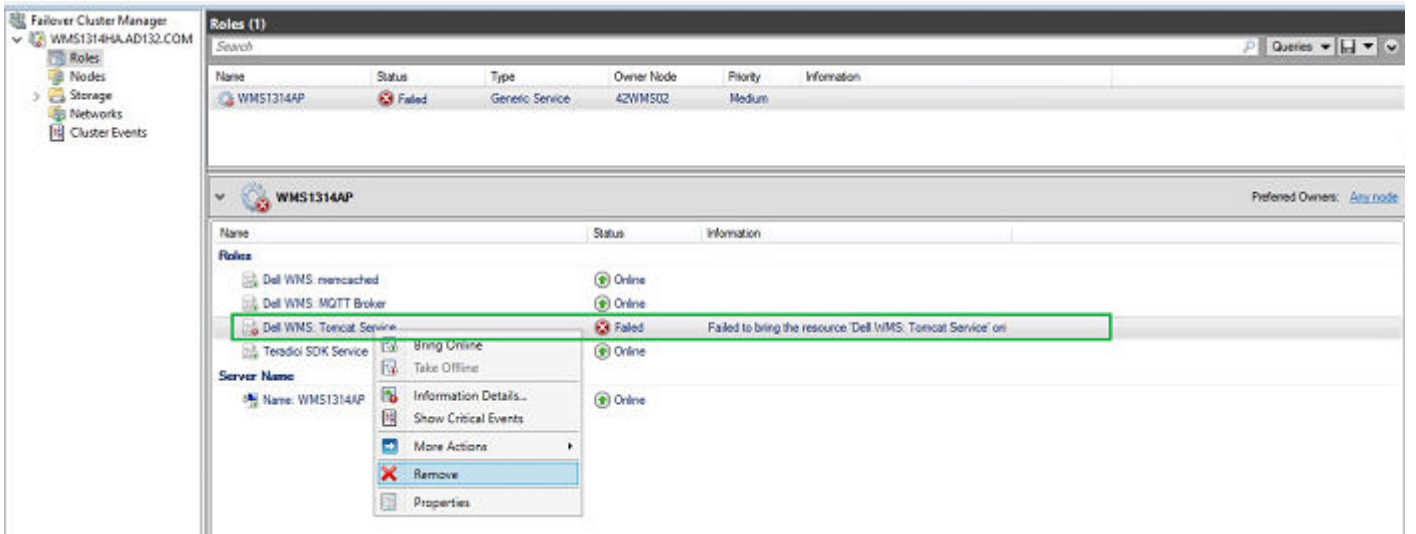 Failover Cluster Manager
WMS1314HA.AD132.COM
Roles
Nodes
Storage
Networks
Cluster Events
Roles (1)
Search
Queries
Name Status Type Owner Node Priority Information
WMS1314AP Failed Generic Service 42WMS02 Medium
WMS1314AP Preferred Owners: Any node
Name Status Information
Roles
Dell WMS: memcached Online
Dell WMS: MQTT Broker Online
Dell WMS: Tomcat Service Failed Failed to bring the resource 'Dell WMS: Tomcat Service' onl
Teradici SDK Service Online
Server Name
Name: WMS1314AP Online
Bring Online
Take Offline
Information Details...
Show Critical Events
More Actions
Remove
Properties